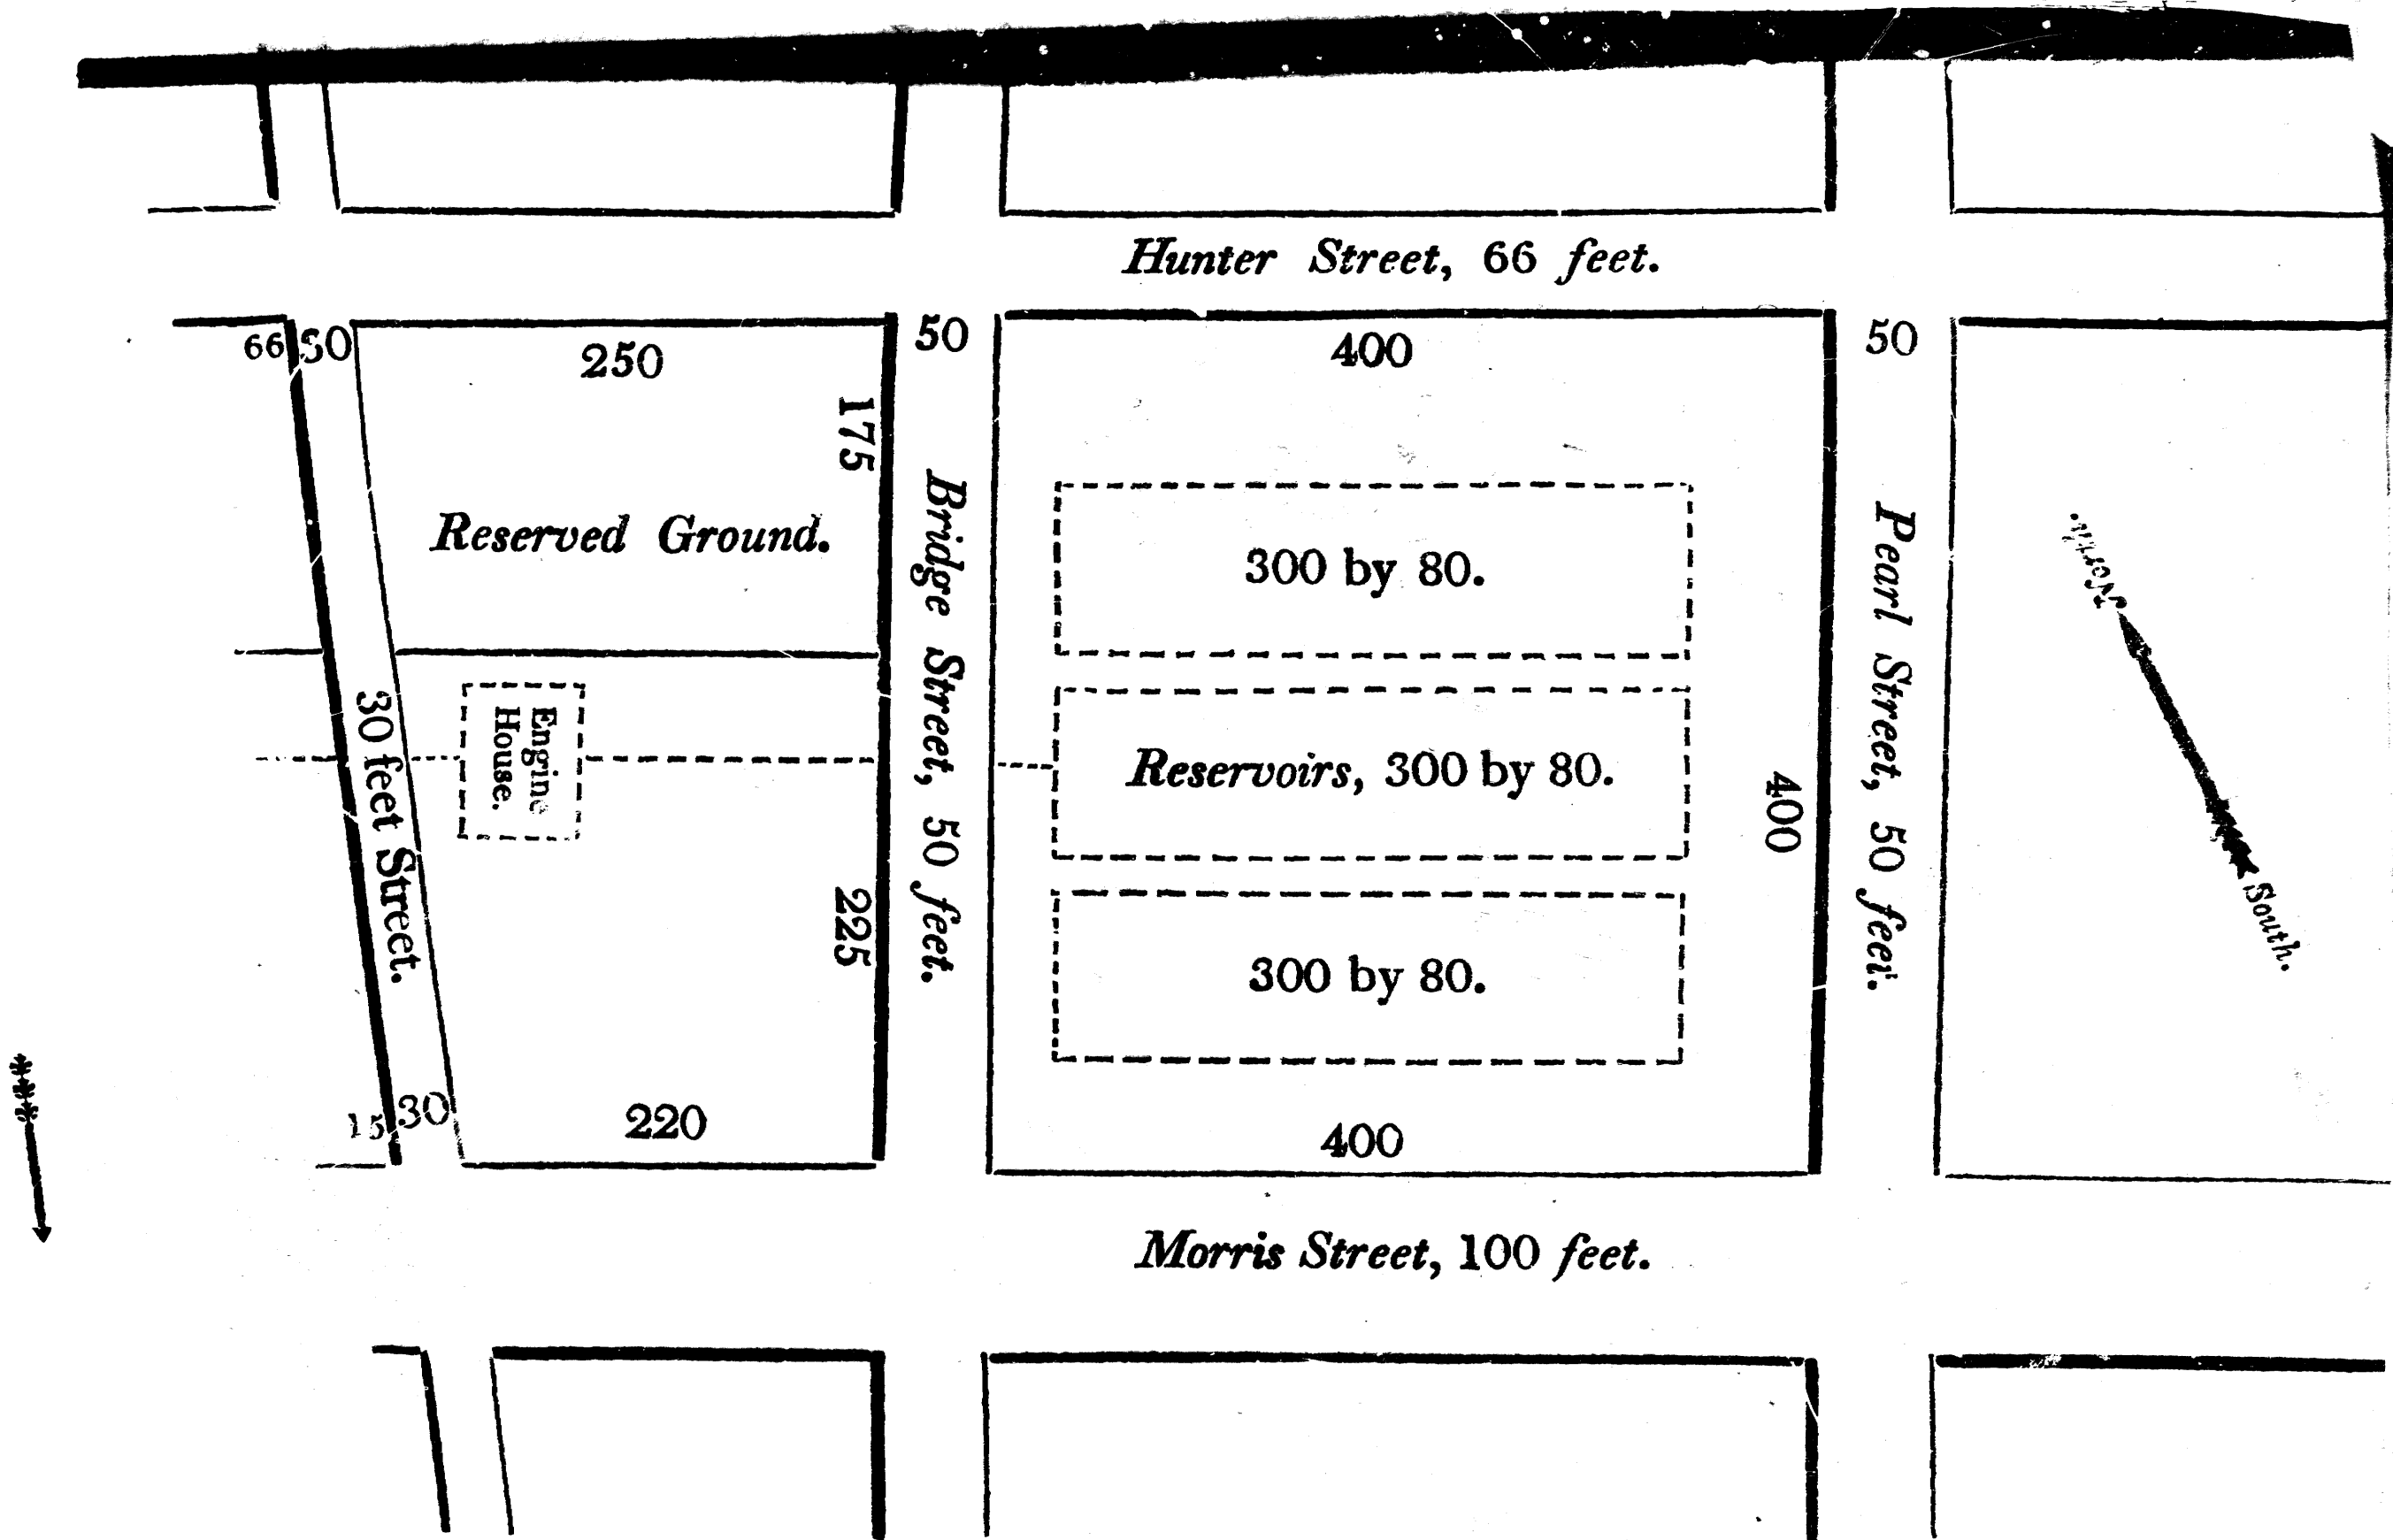 Hunter Street, 66 feet.
66
30
250
50
400
50
175
Reserved Ground.
Bridge Street, 50 feet.
300 by 80.
Pearl Street, 50 feet.
North.
South.
30 feet Street.
Engine
House.
Reservoirs, 300 by 80.
400
225
300 by 80.
15
30
220
400
Morris Street, 100 feet.